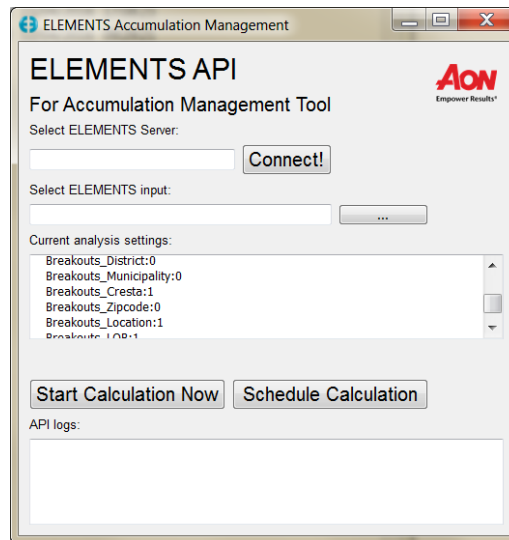 ELEMENTS Accumulation Management
ELEMENTS API
AON
Empower Results®
For Accumulation Management Tool
Select ELEMENTS Server:
Connect!
Select ELEMENTS input:
...
Current analysis settings:
Breakouts_District:0
Breakouts_Municipality:0
Breakouts_Cresta:1
Breakouts_Zipcode:0
Breakouts_Location:1
Breakouts_LOB:1
Start Calculation Now
Schedule Calculation
API logs: